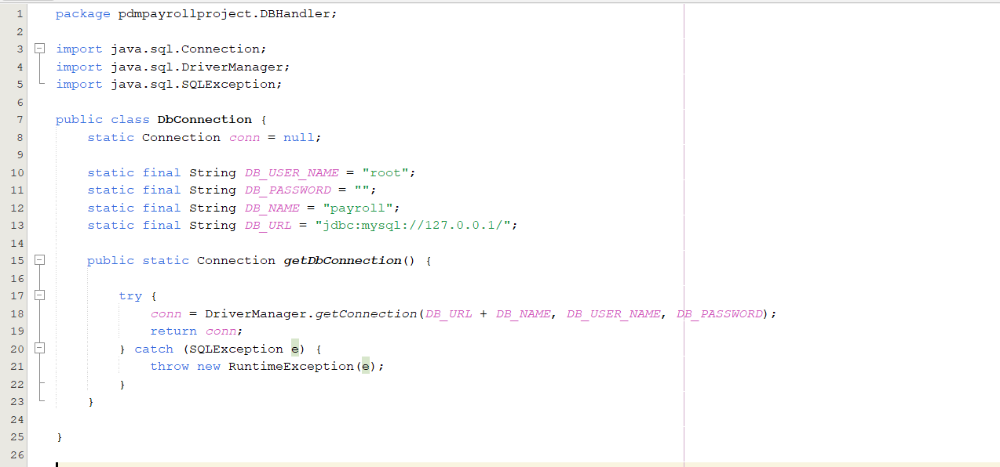 1 package pdmpayrollproject.DBHandler;
2
3 import java.sql.Connection;
4 import java.sql.DriverManager;
5 import java.sql.SQLException;
6
7 public class DbConnection {
8     static Connection conn = null;
9
10     static final String DB_USER_NAME = "root";
11     static final String DB_PASSWORD = "";
12     static final String DB_NAME = "payroll";
13     static final String DB_URL = "jdbc:mysql://127.0.0.1/";
14
15     public static Connection getDbConnection() {
16
17         try {
18             conn = DriverManager.getConnection(DB_URL + DB_NAME, DB_USER_NAME, DB_PASSWORD);
19             return conn;
20         } catch (SQLException e) {
21             throw new RuntimeException(e);
22         }
23     }
24
25 }
26